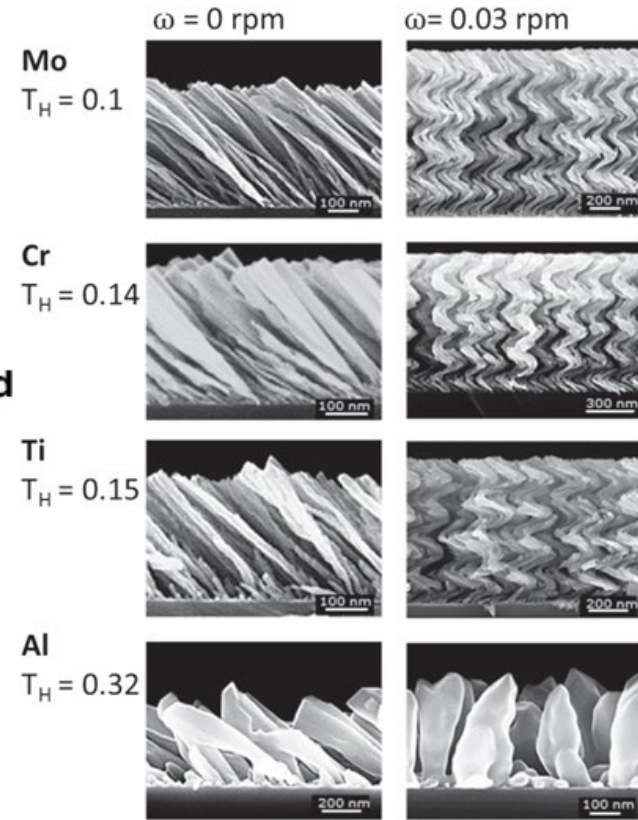 ω = 0 rpm ω= 0.03 rpm
Mo
T_H = 0.1
100 nm 200 nm
Cr
T_H = 0.14
100 nm 300 nm
d
Ti
T_H = 0.15
100 nm 200 nm
Al
T_H = 0.32
200 nm 100 nm